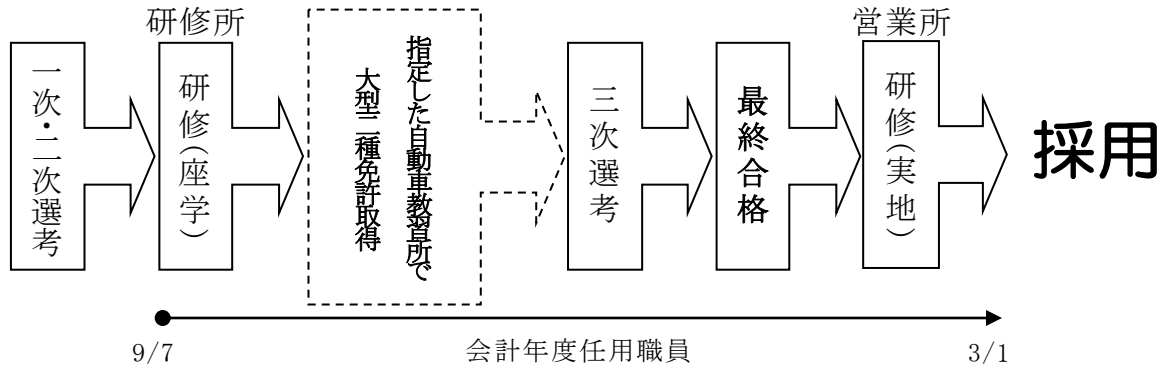 研修所
営業所
一次・二次選考
研修(座学)
指定した自動車教習所で
大型二種免許取得
三次選考
最終合格
研修(実地)
採用
9/7
会計年度任用職員
3/1